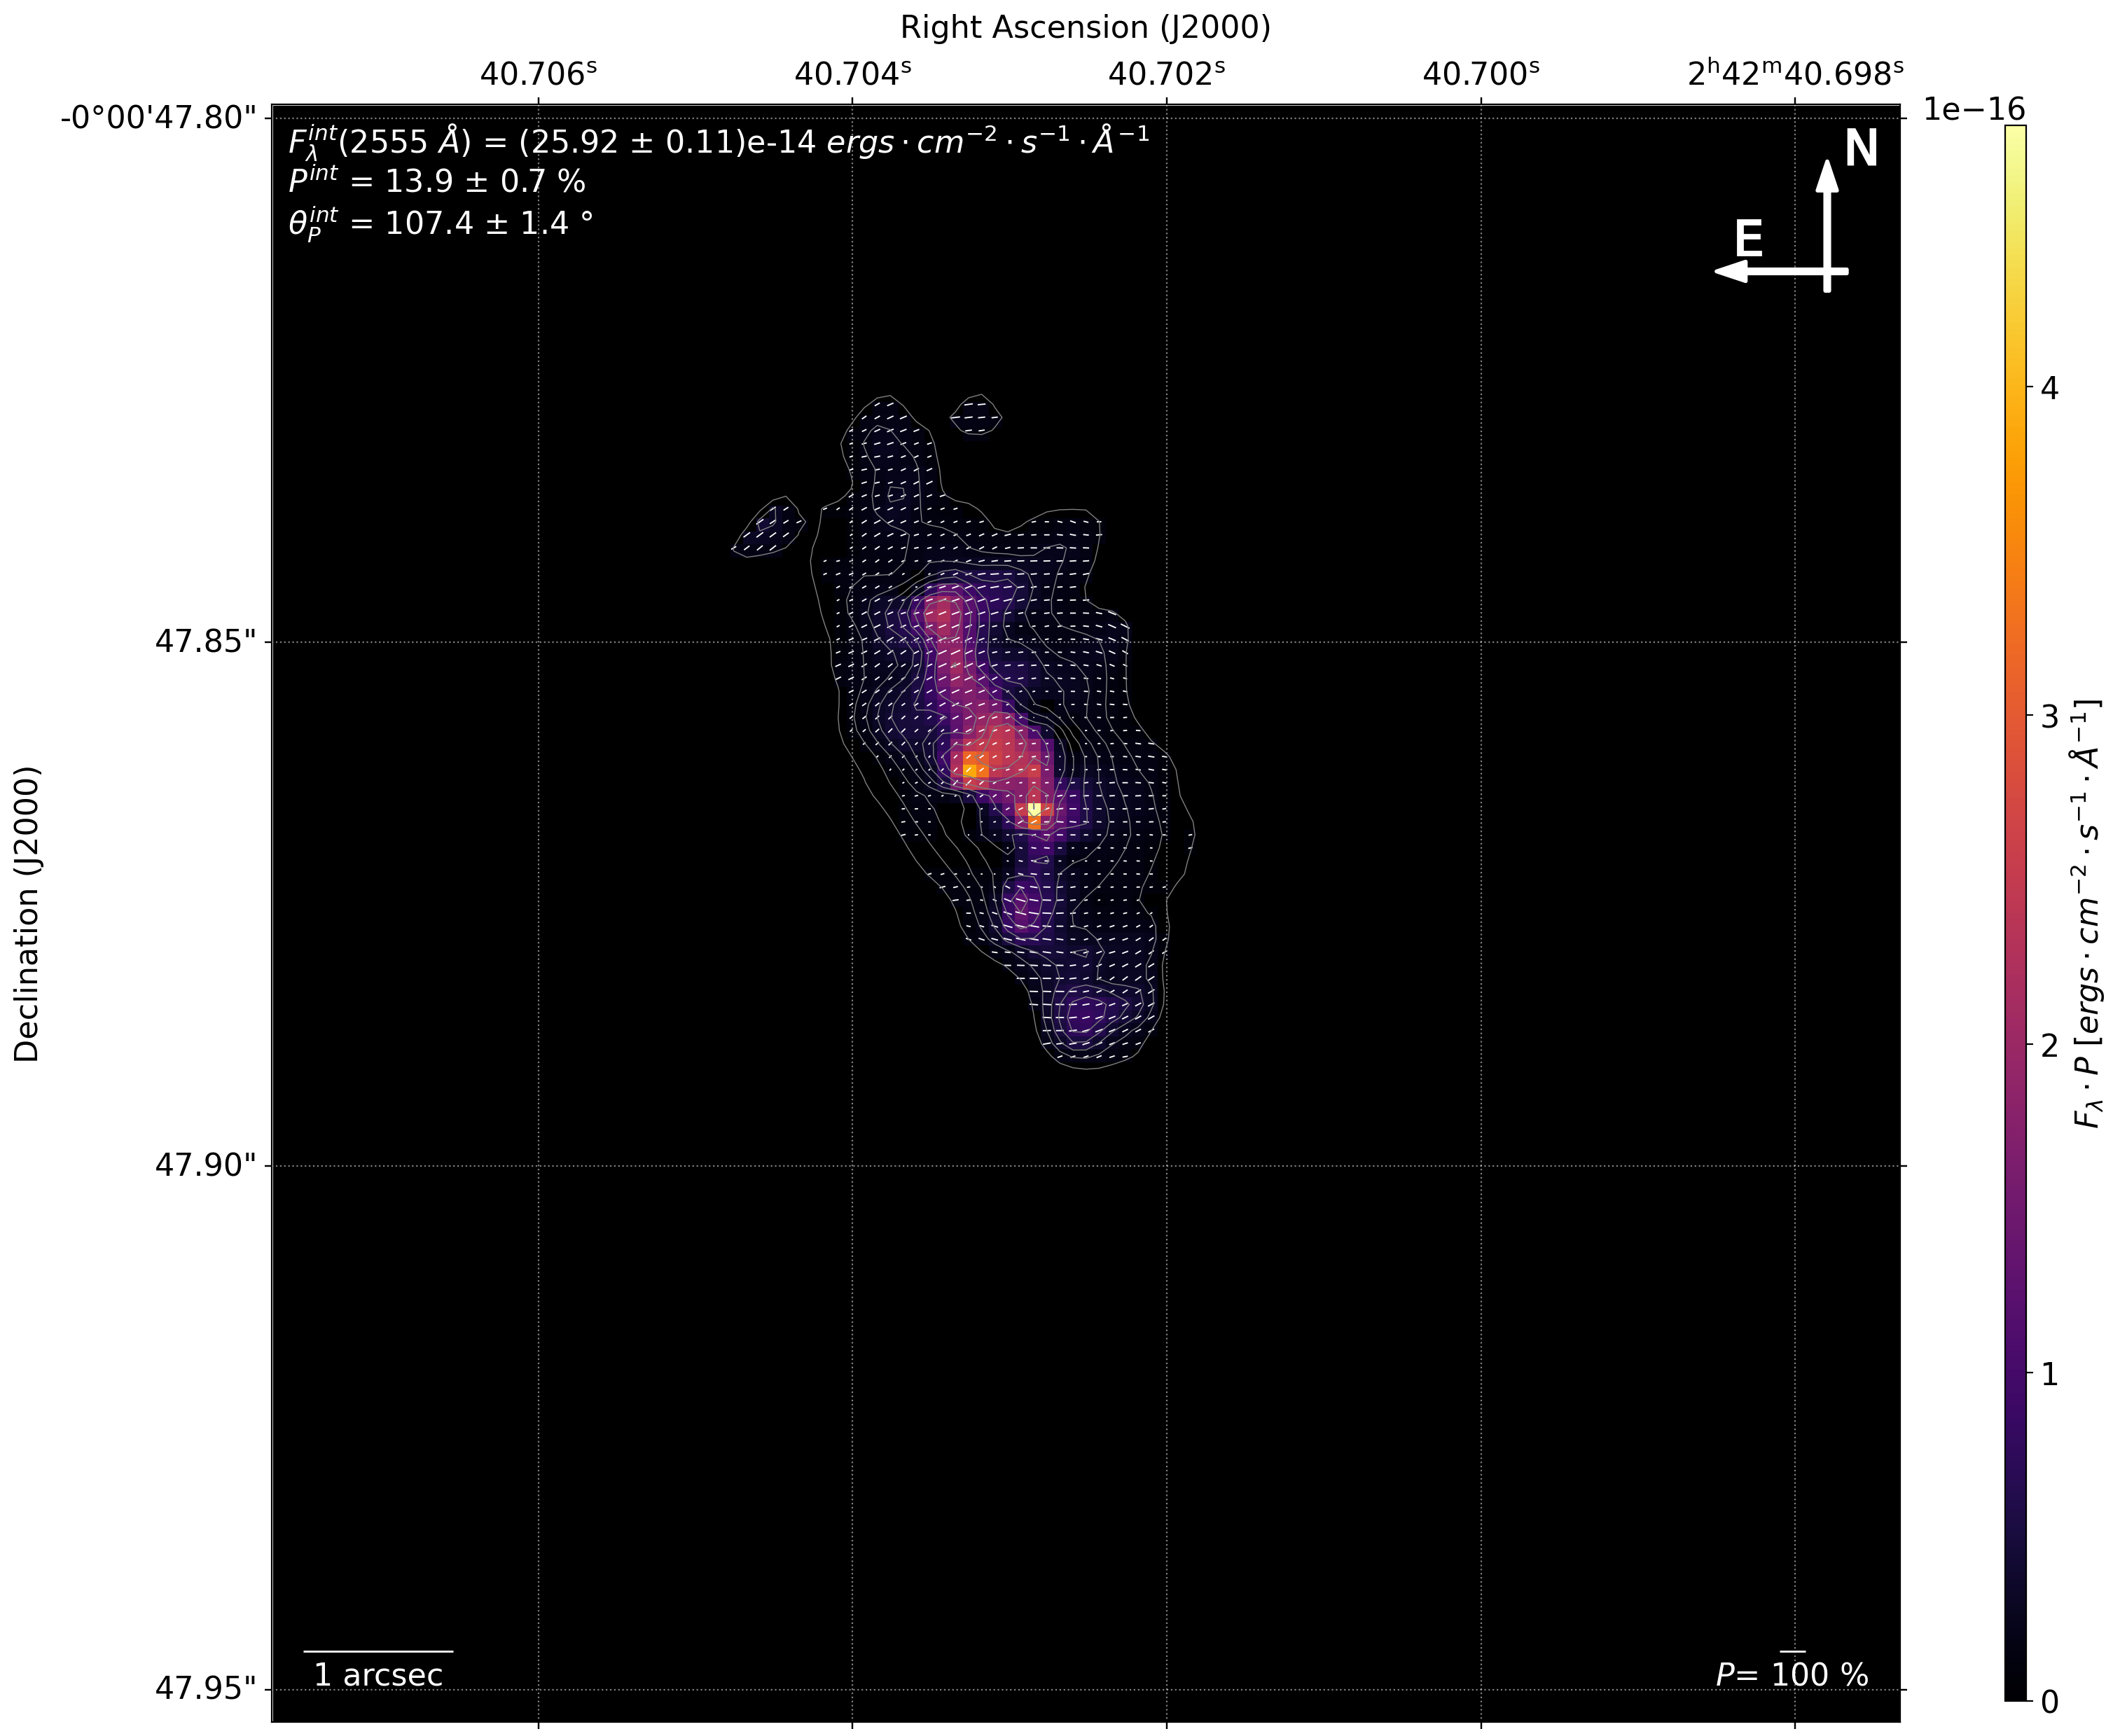 Right Ascension (J2000)
40.706ˢ 40.704ˢ 40.702ˢ 40.700ˢ 2ʰ42ᵐ40.698ˢ
-0°00'47.80"
1e−16
F_λ^{int}(2555 Å) = (25.92 ± 0.11)e-14 ergs · cm⁻² · s⁻¹ · Å⁻¹
P^{int} = 13.9 ± 0.7 %
θ_P^{int} = 107.4 ± 1.4 °
N
E
47.85"
47.90"
47.95"
Declination (J2000)
1 arcsec
P= 100 %
4
3
2
1
0
F_λ · P [ergs · cm⁻² · s⁻¹ · Å⁻¹]